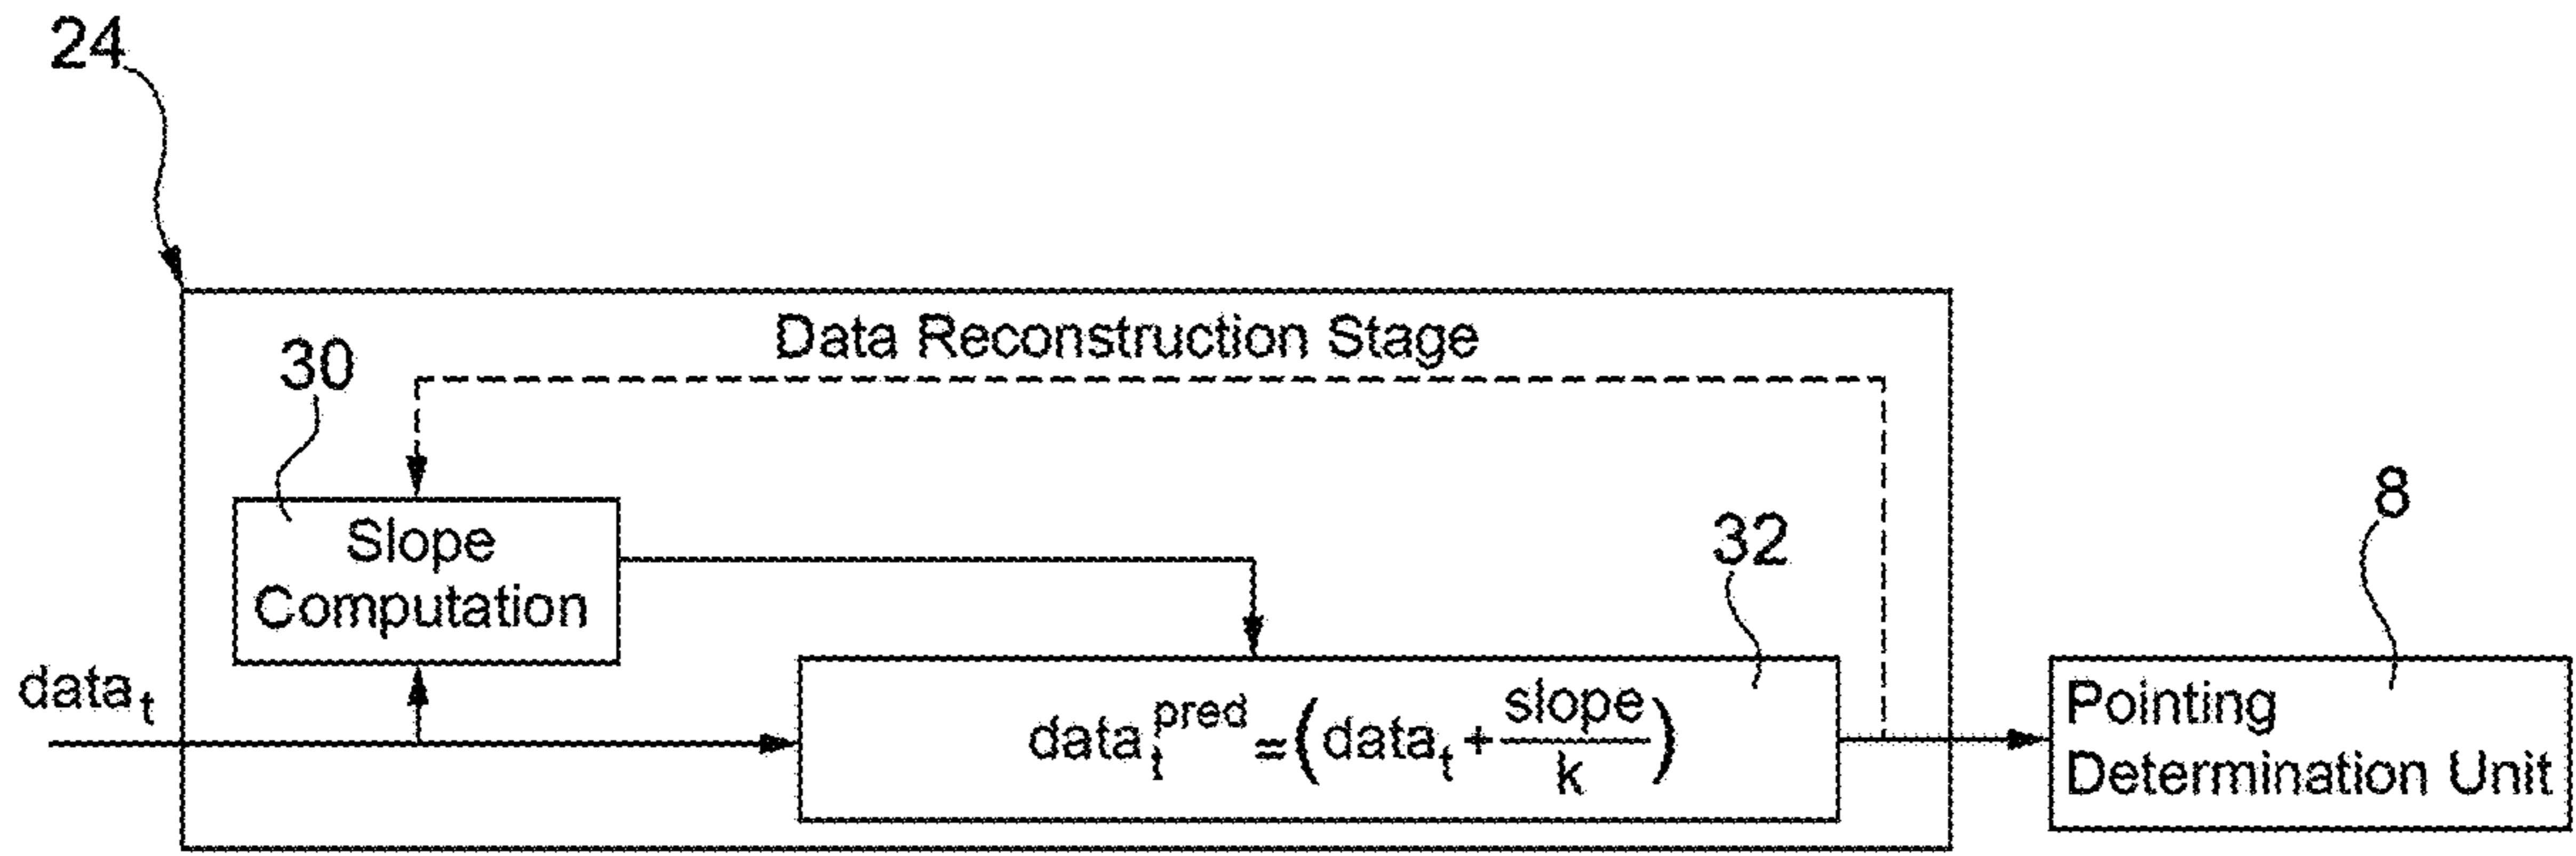 24
Data Reconstruction Stage
30
8
Slope
Computation
32
data_t
data_t^pred = (data_t + slope/k)
Pointing
Determination Unit